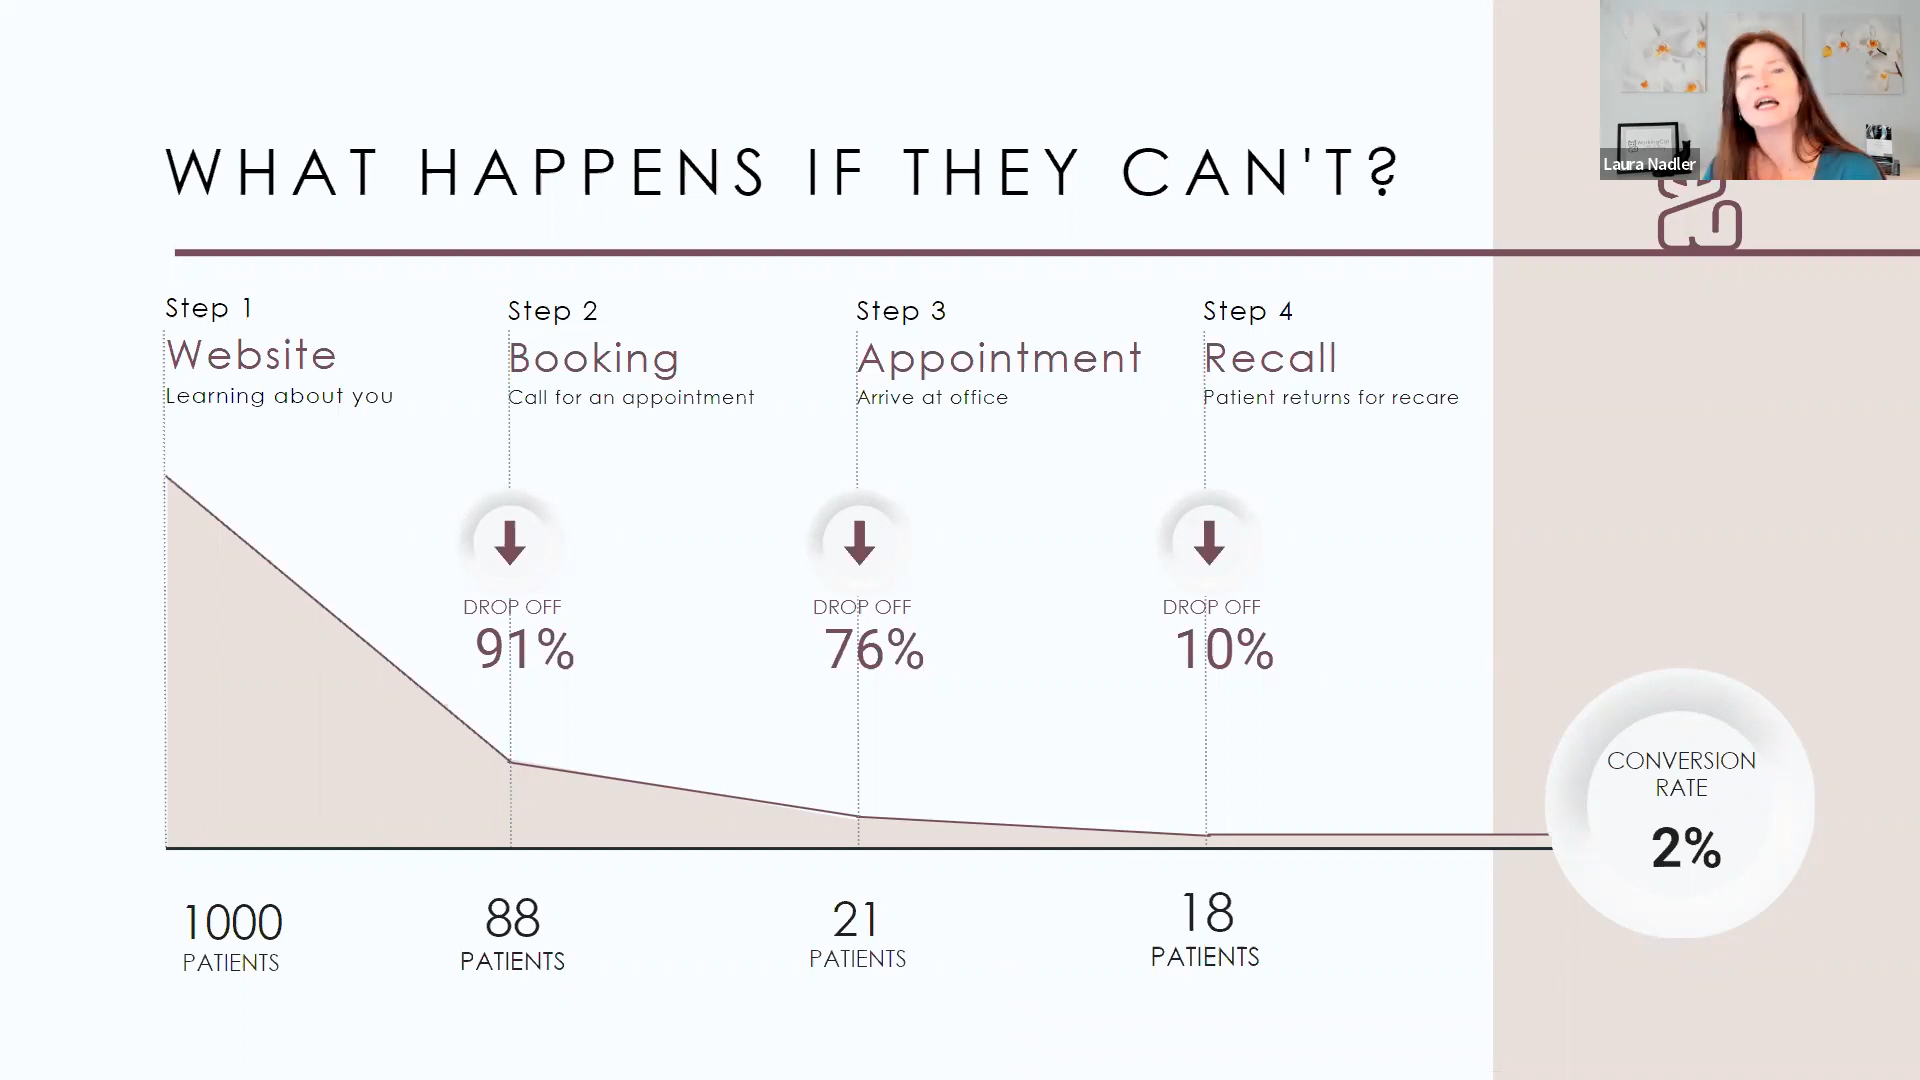 WHAT HAPPENS IF THEY CAN'T?
Laura Nadler
Step 1
Website
Learning about you
Step 2
Booking
Call for an appointment
Step 3
Appointment
Arrive at office
Step 4
Recall
Patient returns for recare
DROP OFF
91%
DROP OFF
76%
DROP OFF
10%
CONVERSION
RATE
2%
1000
PATIENTS
88
PATIENTS
21
PATIENTS
18
PATIENTS